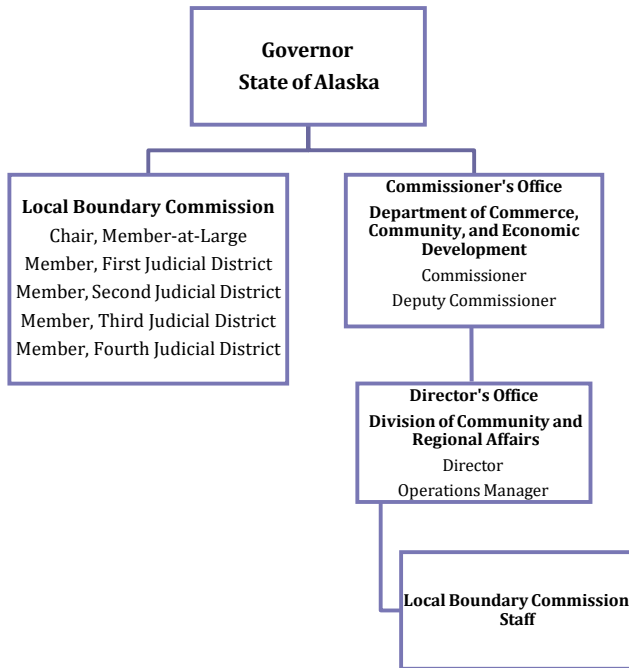 Governor
State of Alaska
Local Boundary Commission
Chair, Member-at-Large
Member, First Judicial District
Member, Second Judicial District
Member, Third Judicial District
Member, Fourth Judicial District
Commissioner's Office
Department of Commerce,
Community, and Economic
Development
Commissioner
Deputy Commissioner
Director's Office
Division of Community and
Regional Affairs
Director
Operations Manager
Local Boundary Commission
Staff